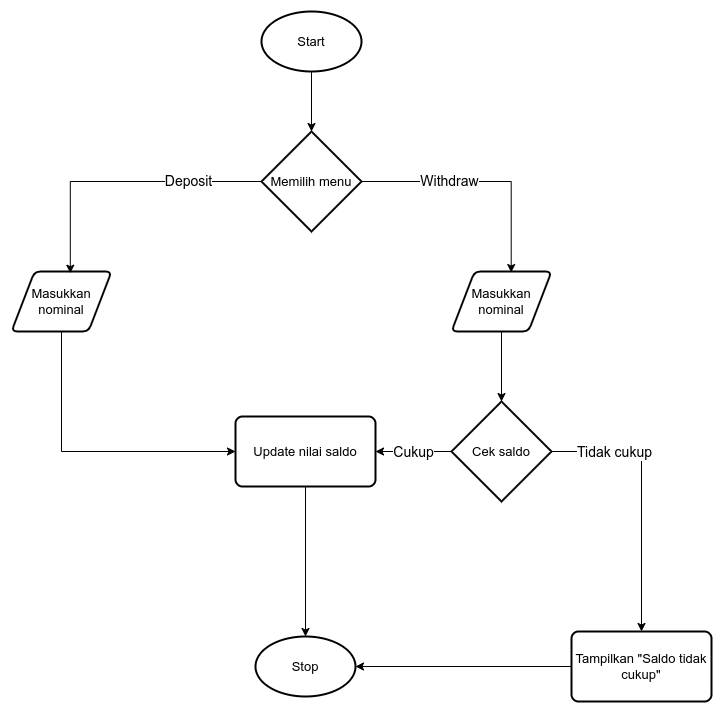 Start
Deposit
Memilih menu
Withdraw
Masukkan
nominal
Masukkan
nominal
Update nilai saldo
Cukup
Cek saldo
Tidak cukup
Stop
Tampilkan "Saldo tidak
cukup"